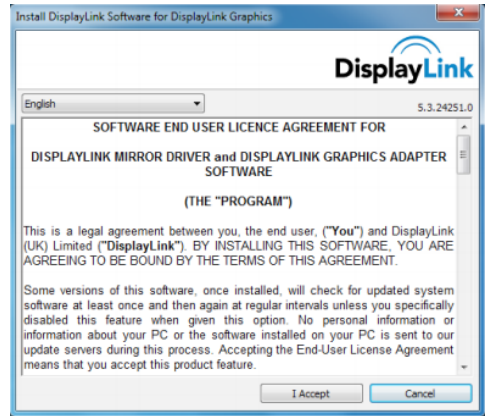 Install DisplayLink Software for DisplayLink Graphics
DisplayLink
English
5.3.24251.0
SOFTWARE END USER LICENCE AGREEMENT FOR
DISPLAYLINK MIRROR DRIVER and DISPLAYLINK GRAPHICS ADAPTER
SOFTWARE
(THE "PROGRAM")
This is a legal agreement between you, the end user, ("You") and DisplayLink
(UK) Limited ("DisplayLink"). BY INSTALLING THIS SOFTWARE, YOU ARE
AGREEING TO BE BOUND BY THE TERMS OF THIS AGREEMENT.
Some versions of this software, once installed, will check for updated system
software at least once and then again at regular intervals unless you specifically
disabled this feature when given this option. No personal information or
information about your PC or the software installed on your PC is sent to our
update servers during this process. Accepting the End-User License Agreement
means that you accept this product feature.
I Accept
Cancel